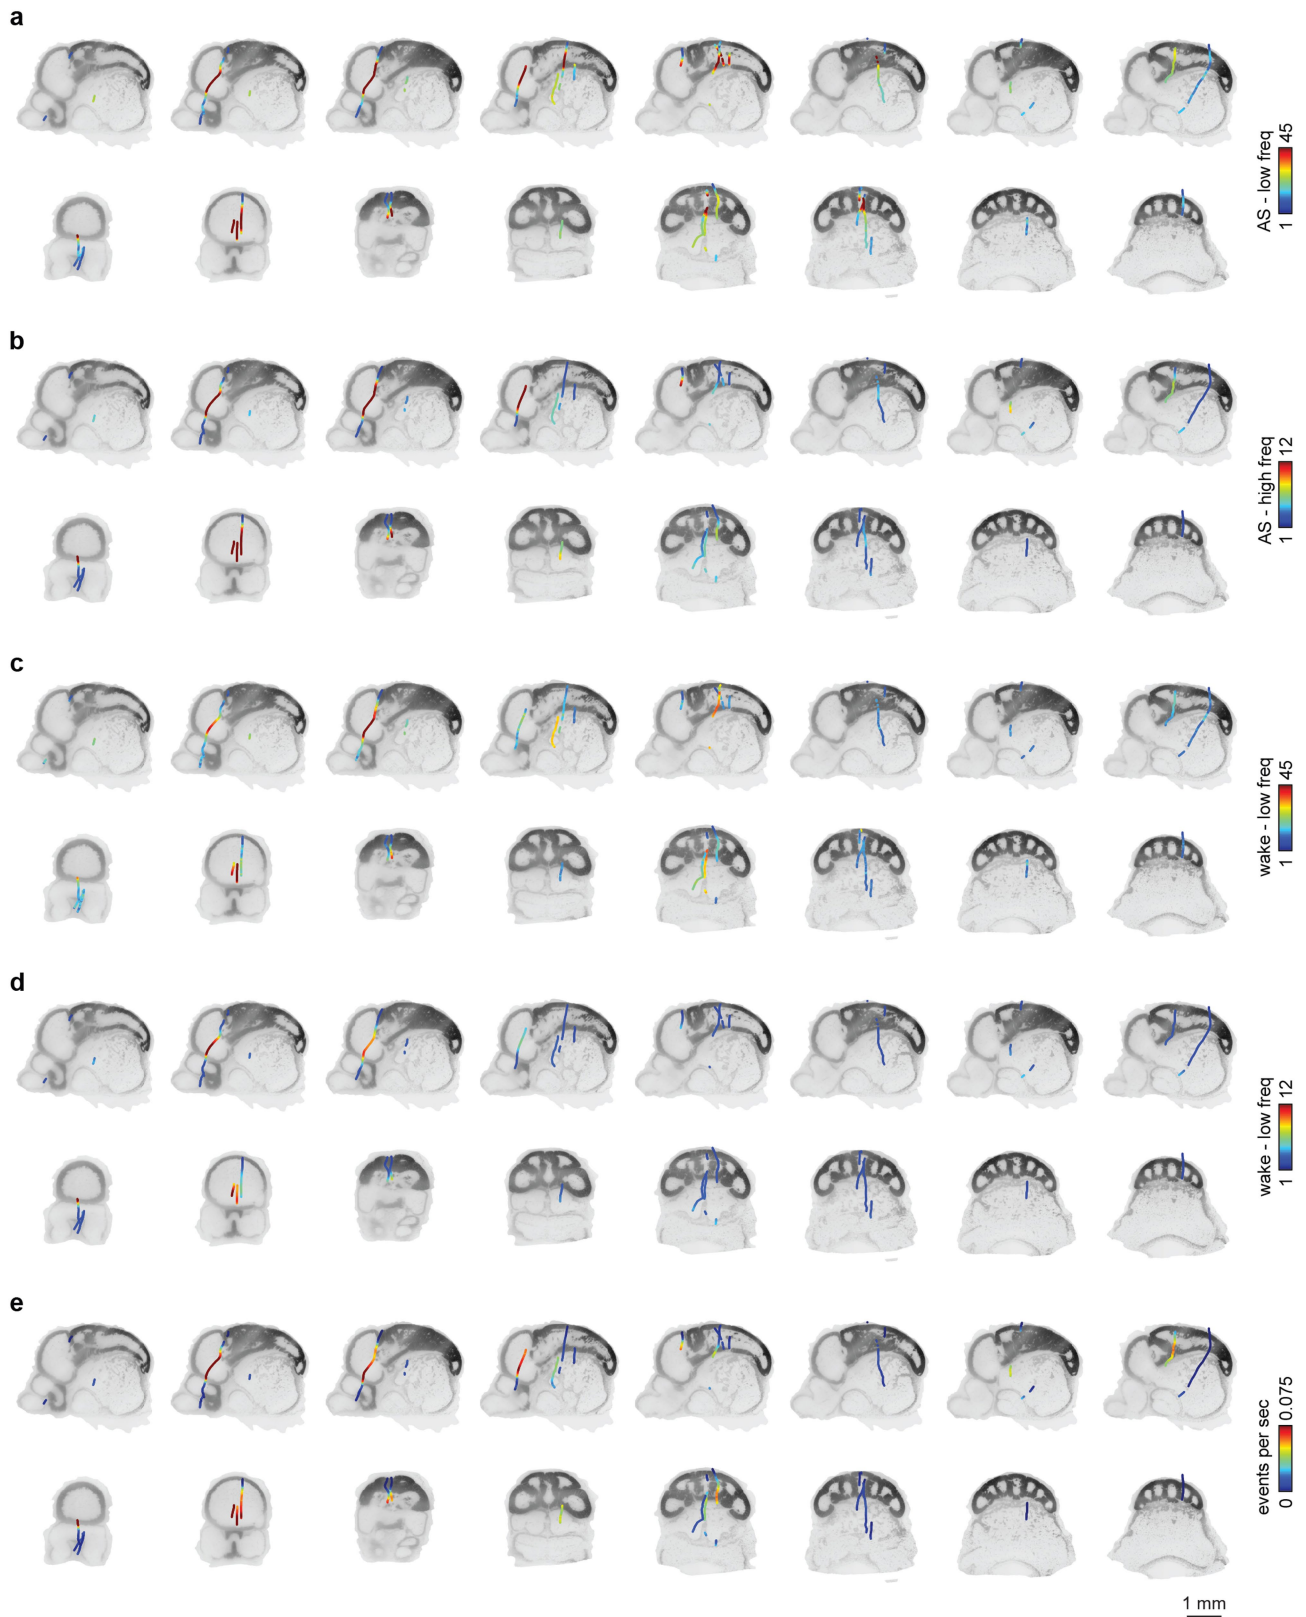 a
AS - low freq
1 45
b
AS - high freq
1 12
c
wake - low freq
1 45
d
wake - low freq
1 12
e
events per sec
0 0.075
1 mm